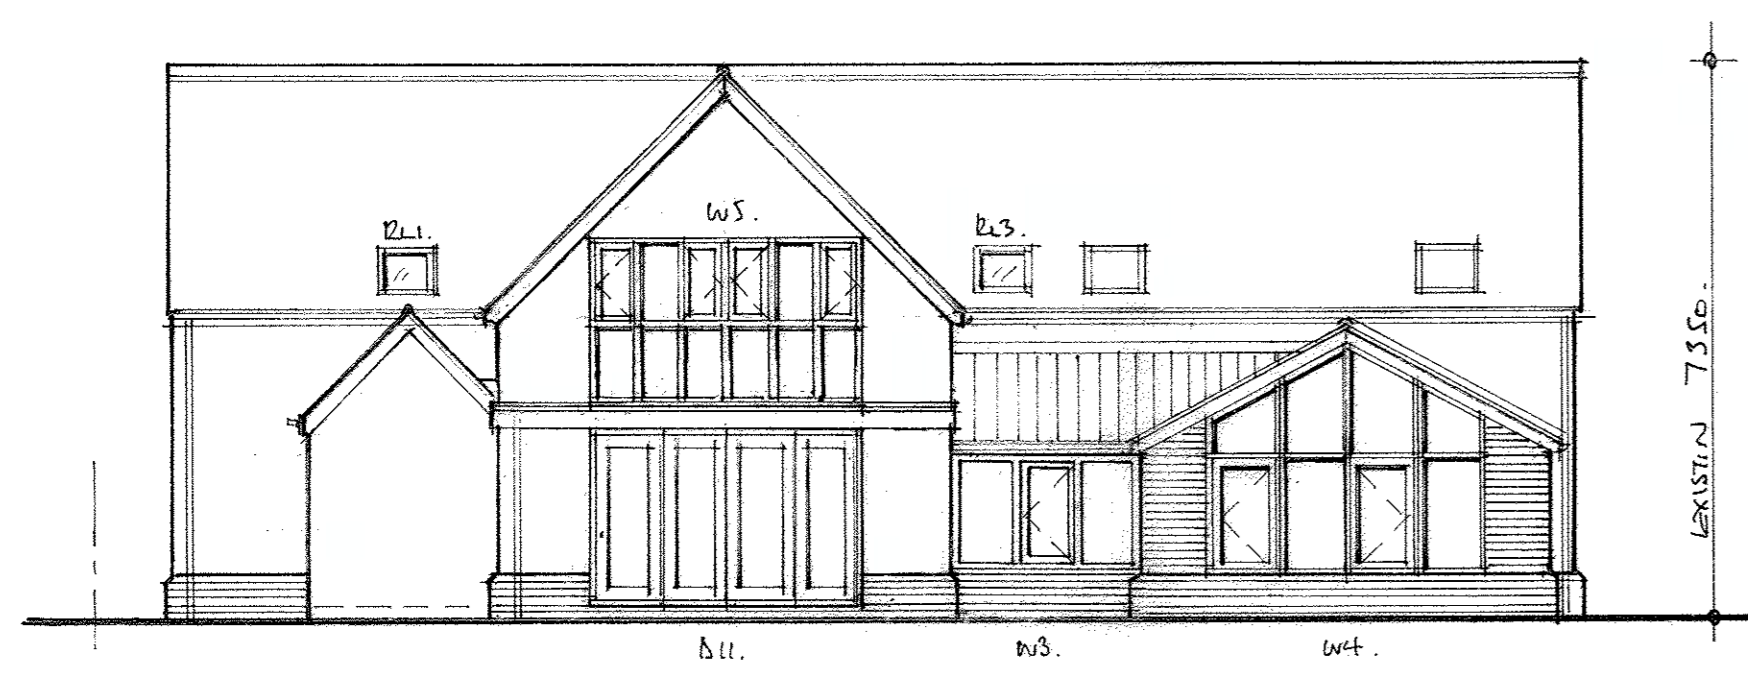 W5.
RL1.
RL3.
EXISTIN 7350.
D11.
W3.
W4.